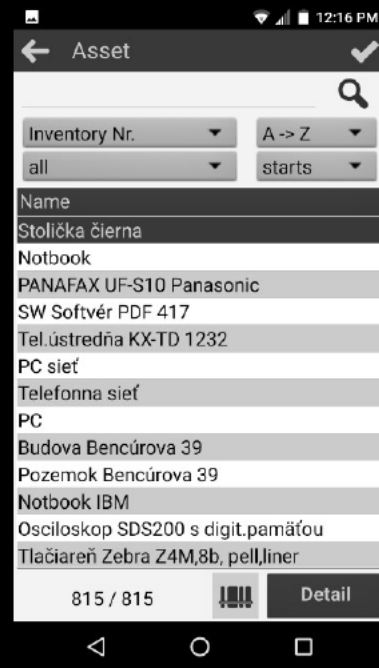 12:16 PM
Asset
Inventory Nr.
A -> Z
all
starts
Name
Stolička čierna
Notbook
PANAFAX UF-S10 Panasonic
SW Softvér PDF 417
Tel.ústredňa KX-TD 1232
PC sieť
Telefonna sieť
PC
Budova Bencúrova 39
Pozemok Bencúrova 39
Notbook IBM
Osciloskop SDS200 s digit.pamäťou
Tlačiareň Zebra Z4M,8b, pell,liner
815 / 815
Detail